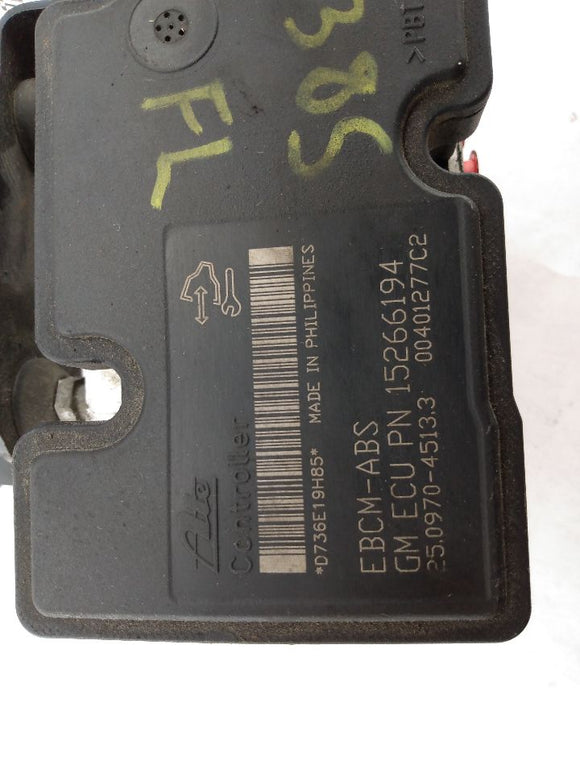 385
FL
>PBT
Ate
Controller
*D736E19H85* MADE IN PHILIPPINES
EBCM-ABS
GM ECU PN 15266194
25.0970-4513.3 00401277C2